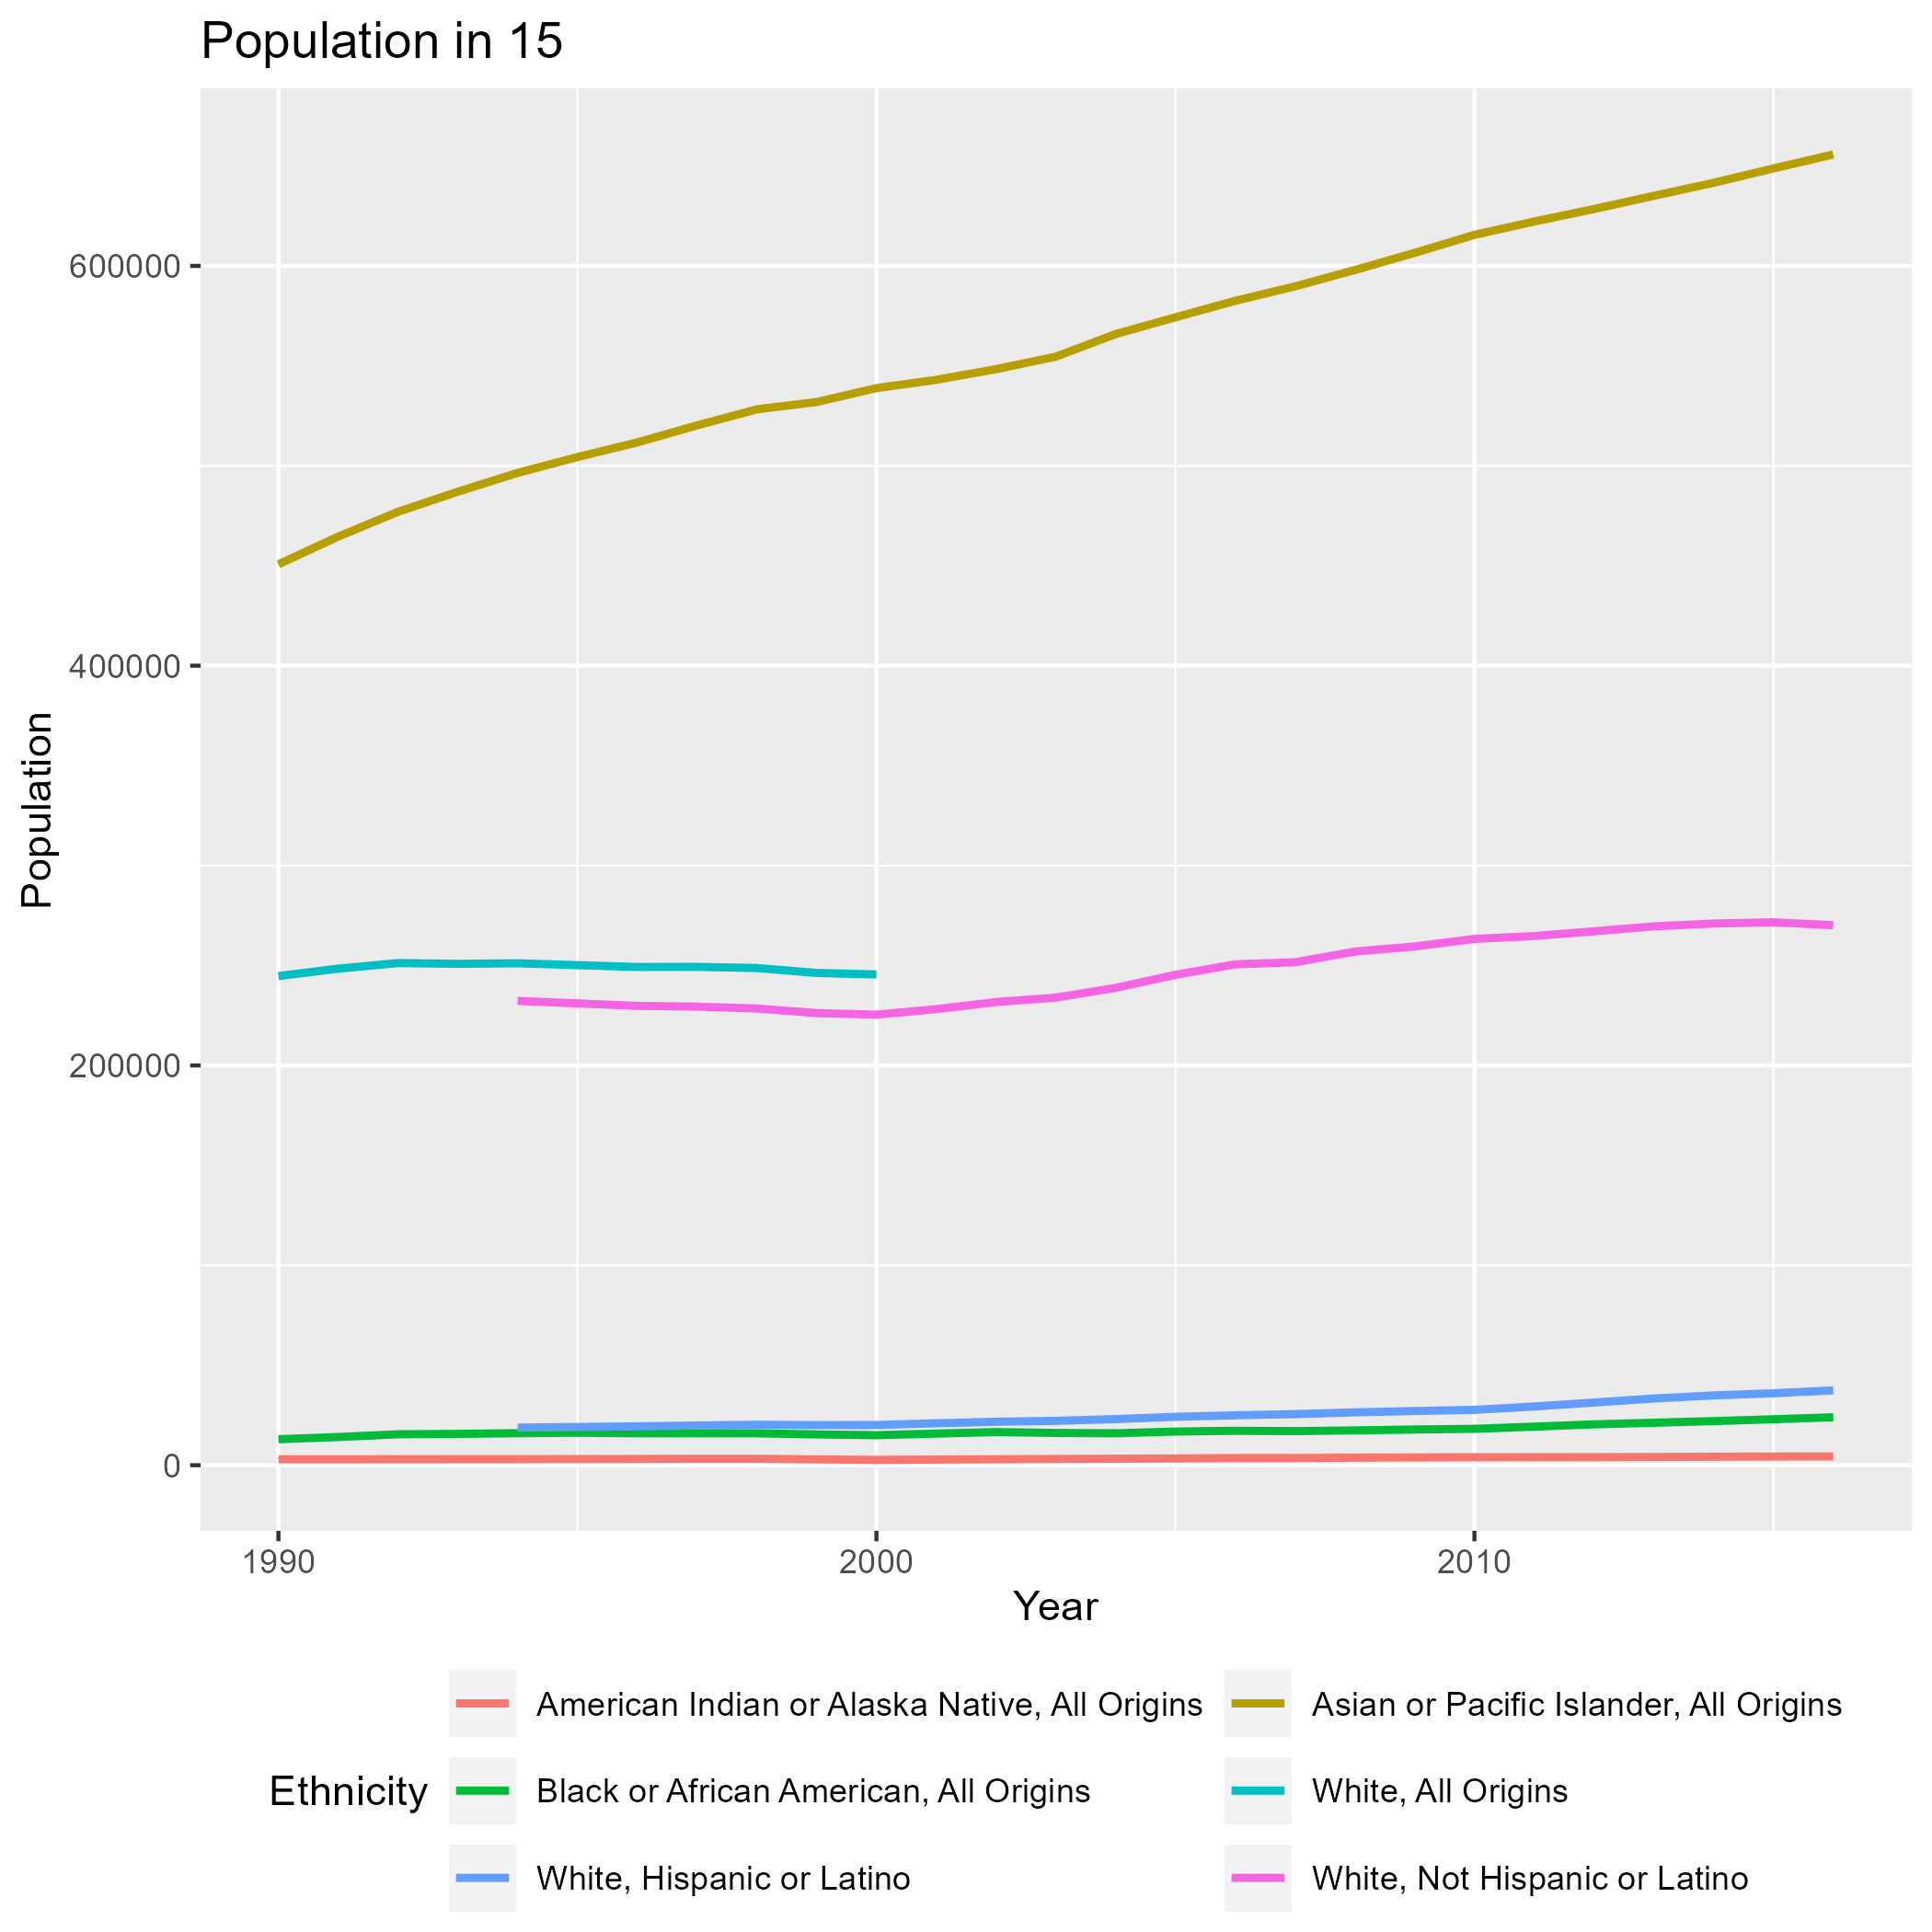 Population in 15
600000
400000
200000
0
Population
1990 2000 2010
Year
Ethnicity
American Indian or Alaska Native, All Origins
Asian or Pacific Islander, All Origins
Black or African American, All Origins
White, All Origins
White, Hispanic or Latino
White, Not Hispanic or Latino